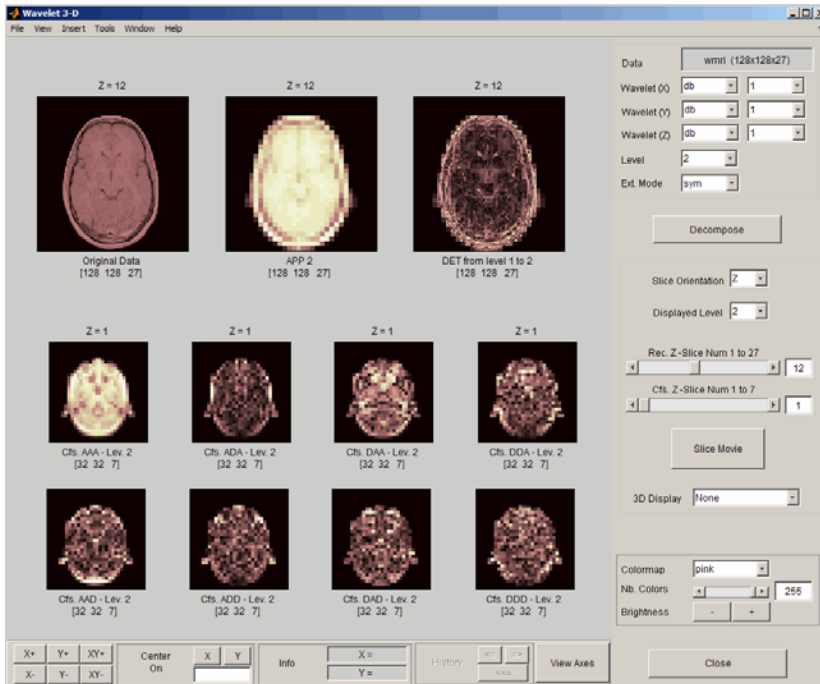 Wavelet 3-D
File View Insert Tools Window Help
Z = 12
Z = 12
Z = 12
Original Data
[128 128 27]
APP 2
[128 128 27]
DET from level 1 to 2
[128 128 27]
Z = 1
Z = 1
Z = 1
Z = 1
Cfs. AAA - Lev. 2
[32 32 7]
Cfs. ADA - Lev. 2
[32 32 7]
Cfs. DAA - Lev. 2
[32 32 7]
Cfs. DDA - Lev. 2
[32 32 7]
Cfs. AAD - Lev. 2
[32 32 7]
Cfs. ADD - Lev. 2
[32 32 7]
Cfs. DAD - Lev. 2
[32 32 7]
Cfs. DDD - Lev. 2
[32 32 7]
Data wmri (128x128x27)
Wavelet (X) db 1
Wavelet (Y) db 1
Wavelet (Z) db 1
Level 2
Ext. Mode sym
Decompose
Slice Orientation Z
Displayed Level 2
Rec. Z-Slice Num 1 to 27
12
Cfs. Z-Slice Num 1 to 7
1
Slice Movie
3D Display None
Colormap pink
Nb. Colors 255
Brightness - +
X+ Y+ XY+
X- Y- XY-
Center On
X Y
Info
X =
Y =
History
<= =>
<<=
View Axes
Close